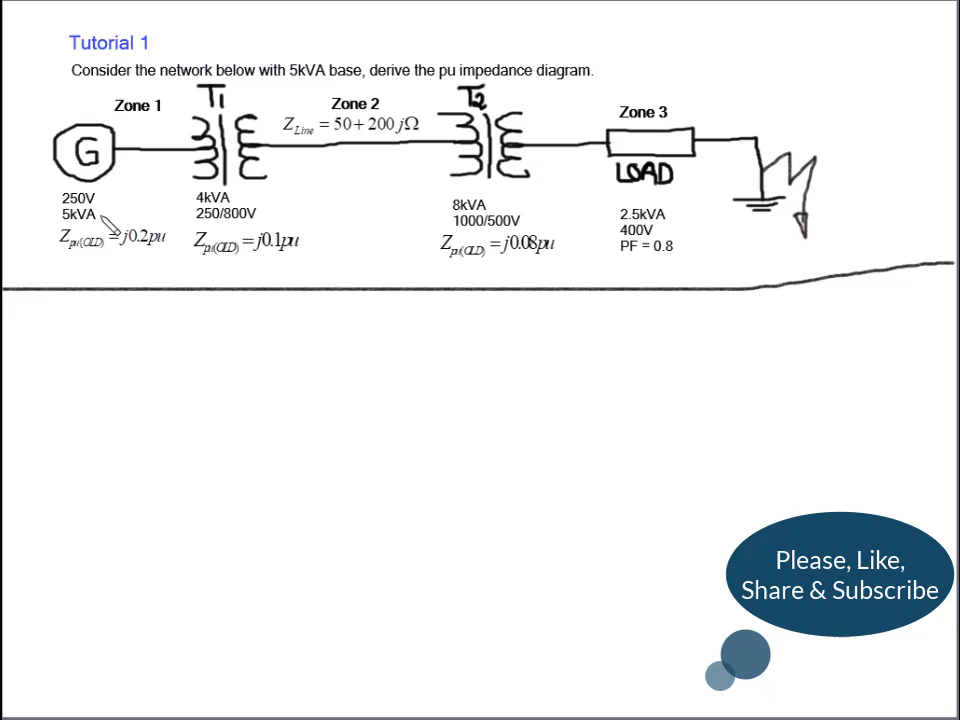 Tutorial 1
Consider the network below with 5kVA base, derive the pu impedance diagram.
Zone 1
T1
Zone 2
T2
Zone 3
Z_Line = 50 + 200 jΩ
G
LOAD
250V
5kVA
Z_pu(OLD) = j0.2pu
4kVA
250/800V
Z_pu(OLD) = j0.1pu
8kVA
1000/500V
Z_pu(OLD) = j0.08pu
2.5kVA
400V
PF = 0.8
Please, Like,
Share & Subscribe